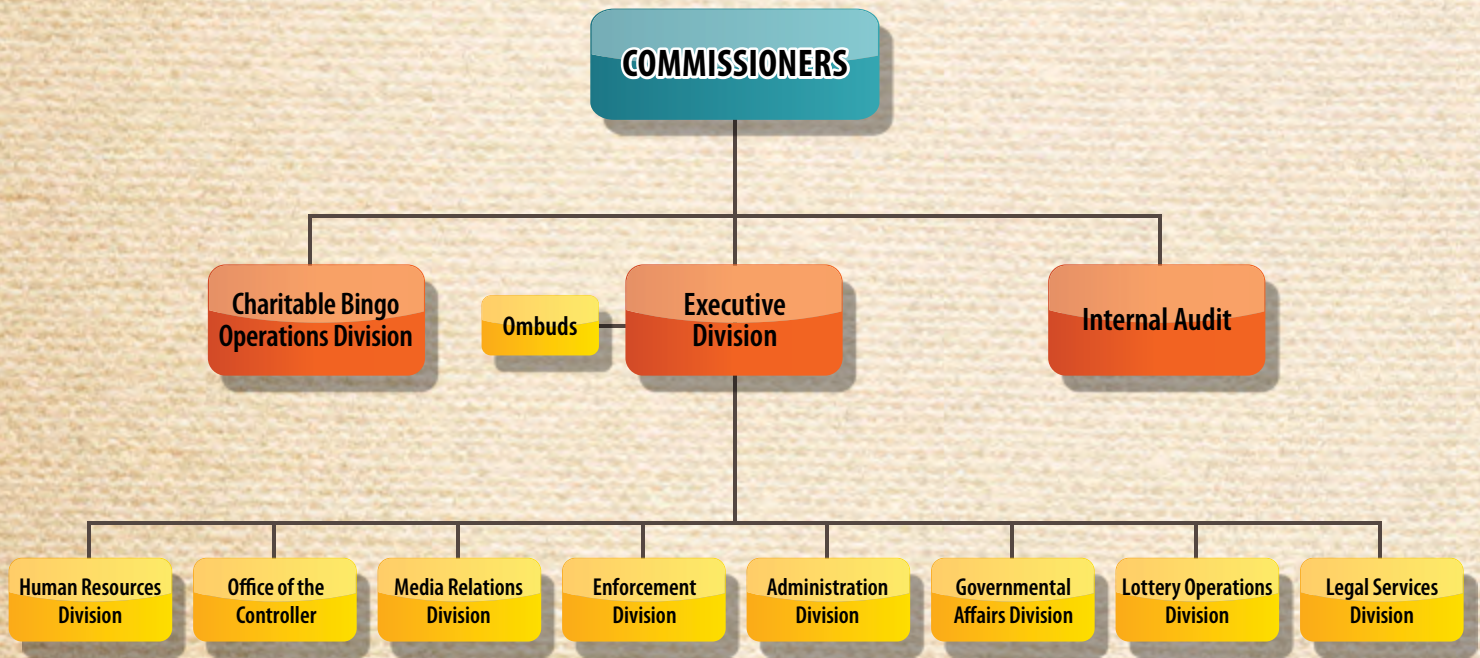 COMMISSIONERS
Charitable Bingo
Operations Division
Ombuds
Executive
Division
Internal Audit
Human Resources
Division
Office of the
Controller
Media Relations
Division
Enforcement
Division
Administration
Division
Governmental
Affairs Division
Lottery Operations
Division
Legal Services
Division